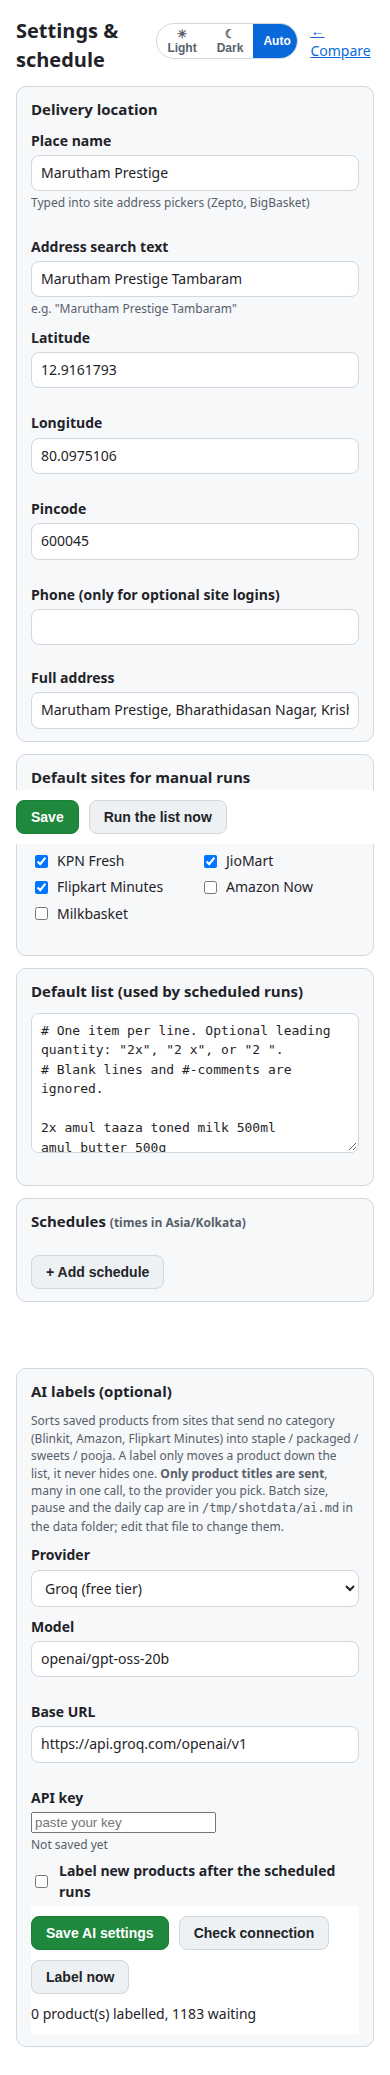 Settings & schedule
☀ Light
☾ Dark
Auto
← Compare
Delivery location
Place name
Marutham Prestige
Typed into site address pickers (Zepto, BigBasket)
Address search text
Marutham Prestige Tambaram
e.g. "Marutham Prestige Tambaram"
Latitude
12.9161793
Longitude
80.0975106
Pincode
600045
Phone (only for optional site logins)
Full address
Marutham Prestige, Bharathidasan Nagar, Krish
Default sites for manual runs
Save
Run the list now
KPN Fresh
JioMart
Flipkart Minutes
Amazon Now
Milkbasket
Default list (used by scheduled runs)
# One item per line. Optional leading
quantity: "2x", "2 x", or "2 ".
# Blank lines and #-comments are
ignored.
2x amul taaza toned milk 500ml
amul butter 500g
Schedules (times in Asia/Kolkata)
+ Add schedule
AI labels (optional)
Sorts saved products from sites that send no category
(Blinkit, Amazon, Flipkart Minutes) into staple / packaged /
sweets / pooja. A label only moves a product down the
list, it never hides one. Only product titles are sent,
many in one call, to the provider you pick. Batch size,
pause and the daily cap are in /tmp/shotdata/ai.md in
the data folder; edit that file to change them.
Provider
Groq (free tier)
Model
openai/gpt-oss-20b
Base URL
https://api.groq.com/openai/v1
API key
paste your key
Not saved yet
Label new products after the scheduled
runs
Save AI settings
Check connection
Label now
0 product(s) labelled, 1183 waiting